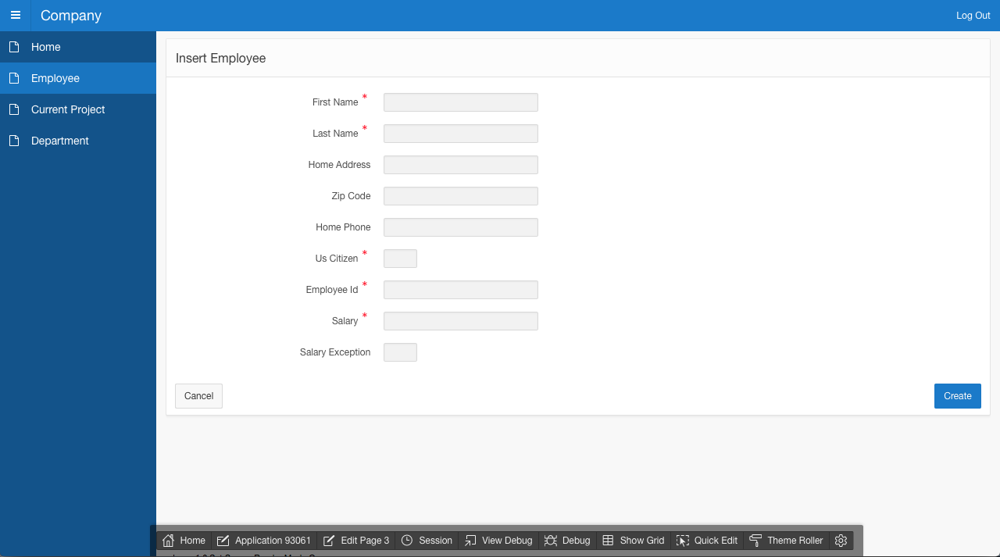 Company
Log Out
Home
Employee
Current Project
Department
Insert Employee
First Name *
Last Name *
Home Address
Zip Code
Home Phone
Us Citizen *
Employee Id *
Salary *
Salary Exception
Cancel
Create
Home Application 93061 Edit Page 3 Session View Debug Debug Show Grid Quick Edit Theme Roller